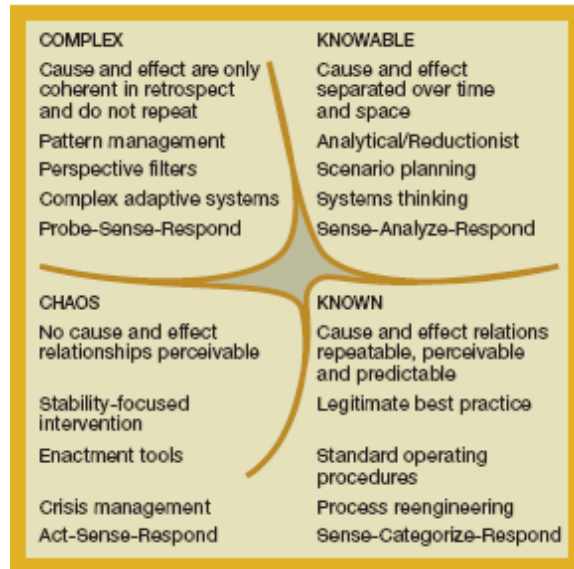 COMPLEX
Cause and effect are only
coherent in retrospect
and do not repeat
Pattern management
Perspective filters
Complex adaptive systems
Probe-Sense-Respond
KNOWABLE
Cause and effect
separated over time
and space
Analytical/Reductionist
Scenario planning
Systems thinking
Sense-Analyze-Respond
CHAOS
No cause and effect
relationships perceivable
Stability-focused
intervention
Enactment tools
Crisis management
Act-Sense-Respond
KNOWN
Cause and effect relations
repeatable, perceivable
and predictable
Legitimate best practice
Standard operating
procedures
Process reengineering
Sense-Categorize-Respond